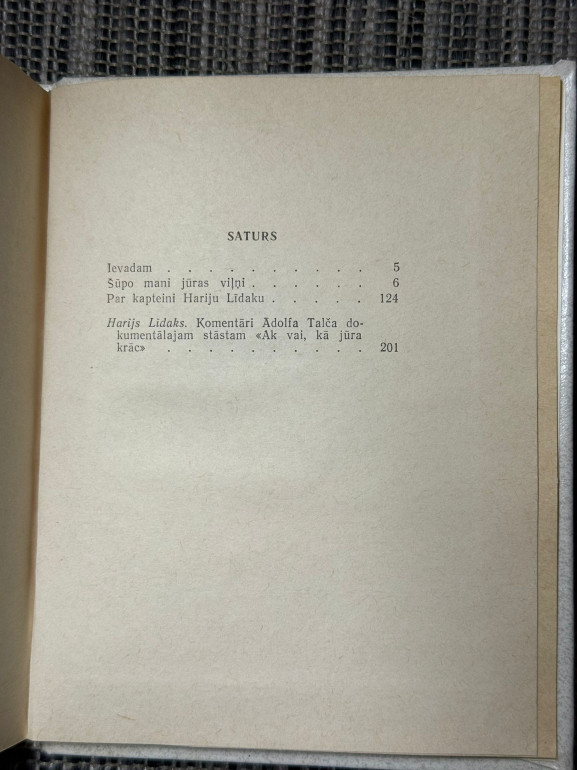 SATURS
Ievadam . . . . . . . . . . 5
Šūpo mani jūras viļņi . . . . . . 6
Par kapteini Hariju Līdaku . . . . . 124
Harijs Līdaks. Komentāri Ādolfa Talča do-
kumentālajam stāstam «Ak vai, kā jūra
krāc» . . . . . . . . . . 201